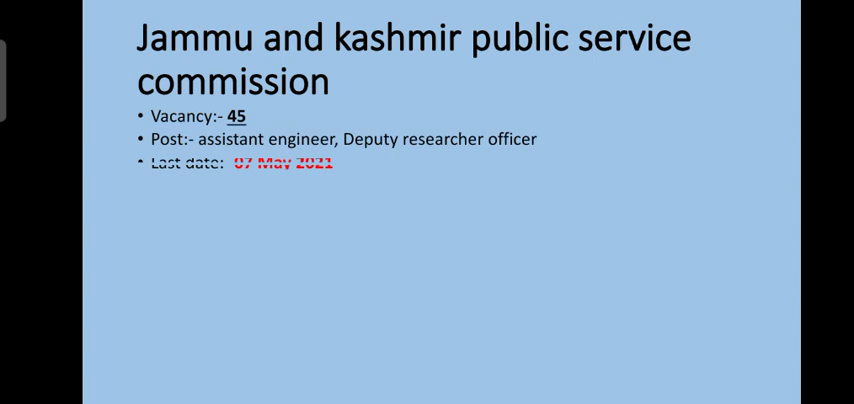 Jammu and kashmir public service
commission
• Vacancy:- 45
• Post:- assistant engineer, Deputy researcher officer
• Last date: 07 May 2021